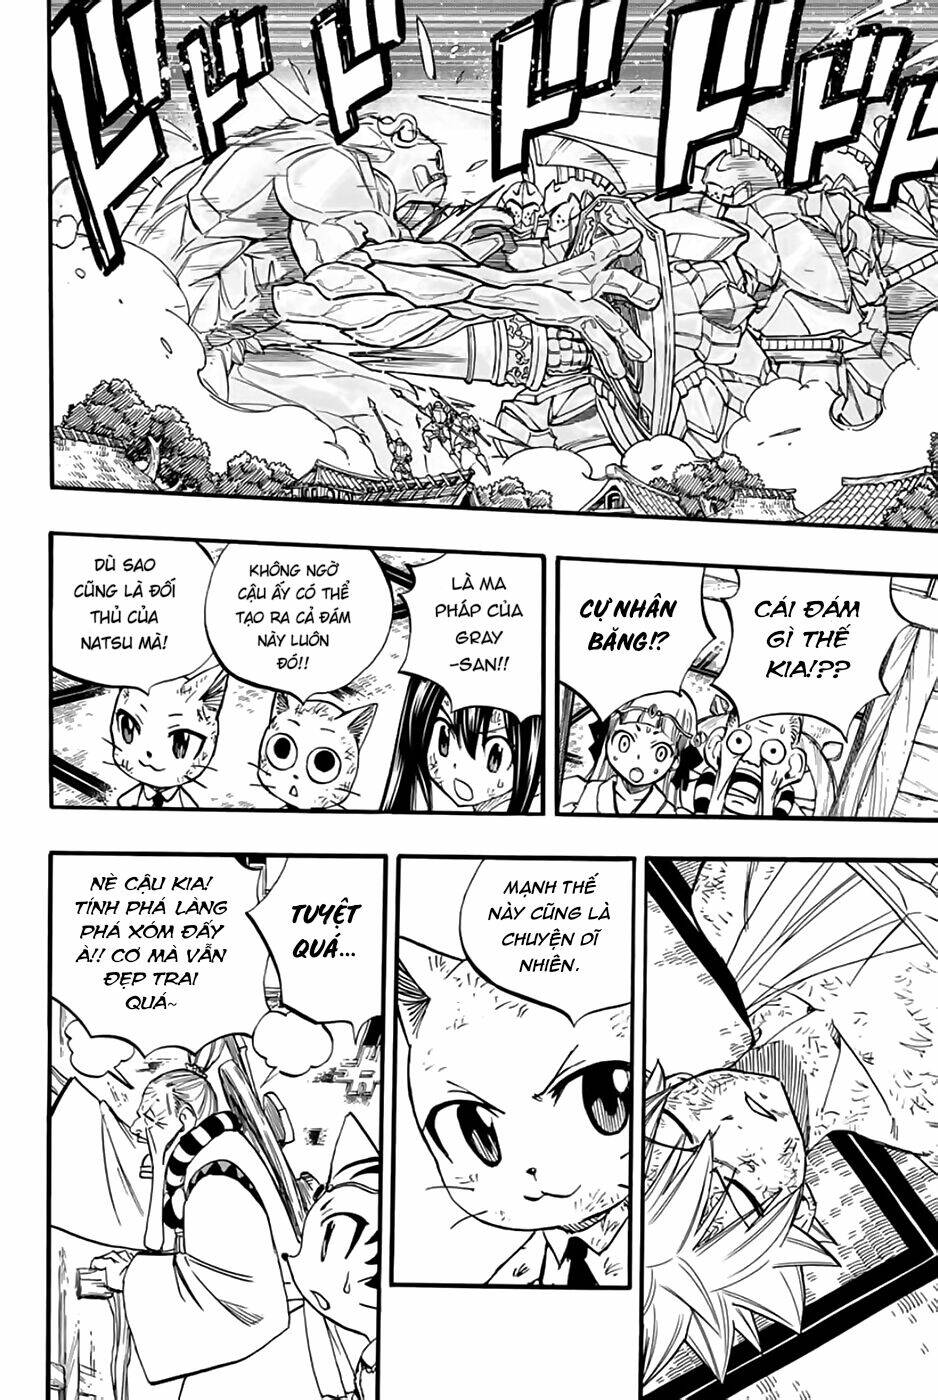 ドドドドドド
CÁI ĐÁM
GÌ THẾ
KIA!??
CỰ NHÂN
BĂNG!?
LÀ MA
PHÁP CỦA
GRAY
-SAN!!
KHÔNG NGỜ
CẬU ẤY CÓ THỂ
TẠO RA CẢ ĐÁM
NÀY LUÔN
ĐÓ!!
DÙ SAO
CŨNG LÀ ĐỐI
THỦ CỦA
NATSU MÀ!
MẠNH THẾ
NÀY CŨNG LÀ
CHUYỆN DĨ
NHIÊN.
TUYỆT
QUÁ...
NÈ CẬU KIA!
TÍNH PHÁ LÀNG
PHÁ XÓM ĐẤY
À!! CƠ MÀ VẪN
ĐẸP TRAI
QUÁ~